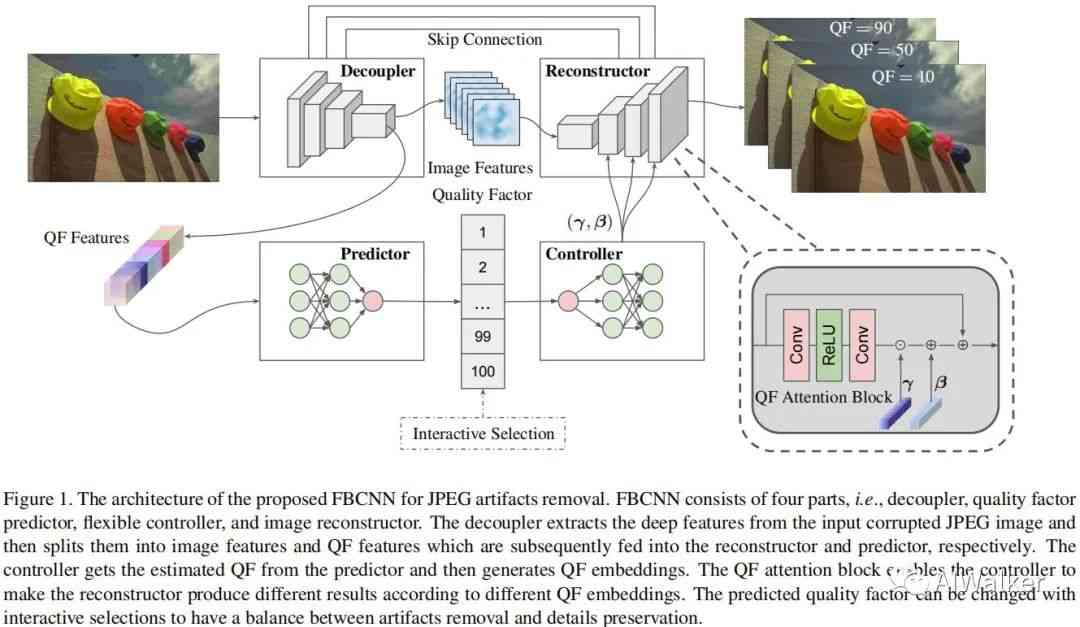 Skip Connection
Decoupler
Reconstructor
QF = 90
QF = 50
QF = 10
Image Features
Quality Factor
QF Features
(γ, β)
Predictor
Controller
1
2
...
99
100
Conv
ReLU
Conv
γ
β
QF Attention Block
Interactive Selection
Figure 1. The architecture of the proposed FBCNN for JPEG artifacts removal. FBCNN consists of four parts, i.e., decoupler, quality factor
predictor, flexible controller, and image reconstructor. The decoupler extracts the deep features from the input corrupted JPEG image and
then splits them into image features and QF features which are subsequently fed into the reconstructor and predictor, respectively. The
controller gets the estimated QF from the predictor and then generates QF embeddings. The QF attention block enables the controller to
make the reconstructor produce different results according to different QF embeddings. The predicted quality factor can be changed with
interactive selections to have a balance between artifacts removal and details preservation.
AIWalker